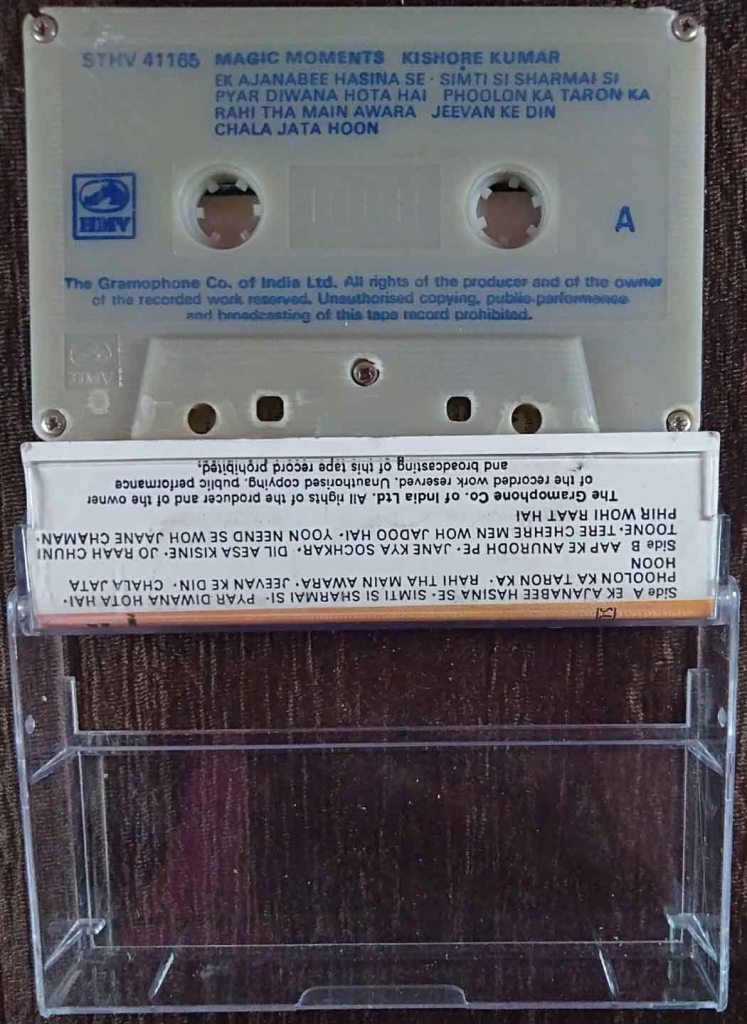 STHV 41165 MAGIC MOMENTS KISHORE KUMAR
EK AJANABEE HASINA SE · SIMTI SI SHARMAI SI
PYAR DIWANA HOTA HAI PHOOLON KA TARON KA
RAHI THA MAIN AWARA JEEVAN KE DIN
CHALA JATA HOON
HMV
A
The Gramophone Co. of India Ltd. All rights of the producer and of the owner
of the recorded work reserved. Unauthorised copying, public performance
and broadcasting of this tape record prohibited.
Side A EK AJANABEE HASINA SE· SIMTI SI SHARMAI SI· PYAR DIWANA HOTA HAI·
PHOOLON KA TARON KA· RAHI THA MAIN AWARA· JEEVAN KE DIN· CHALA JATA
HOON
Side B AAP KE ANURODH PE· JANE KYA SOCHKAR· DIL AESA KISINE· JO RAAH CHUNI
TOONE· TERE CHEHRE MEN WOH JADOO HAI· YOON NEEND SE WOH JAANE CHAMAN·
PHIR WOHI RAAT HAI
The Gramophone Co. of India Ltd. All rights of the producer and of the owner
of the recorded work reserved. Unauthorised copying, public performance
and broadcasting of this tape record prohibited.